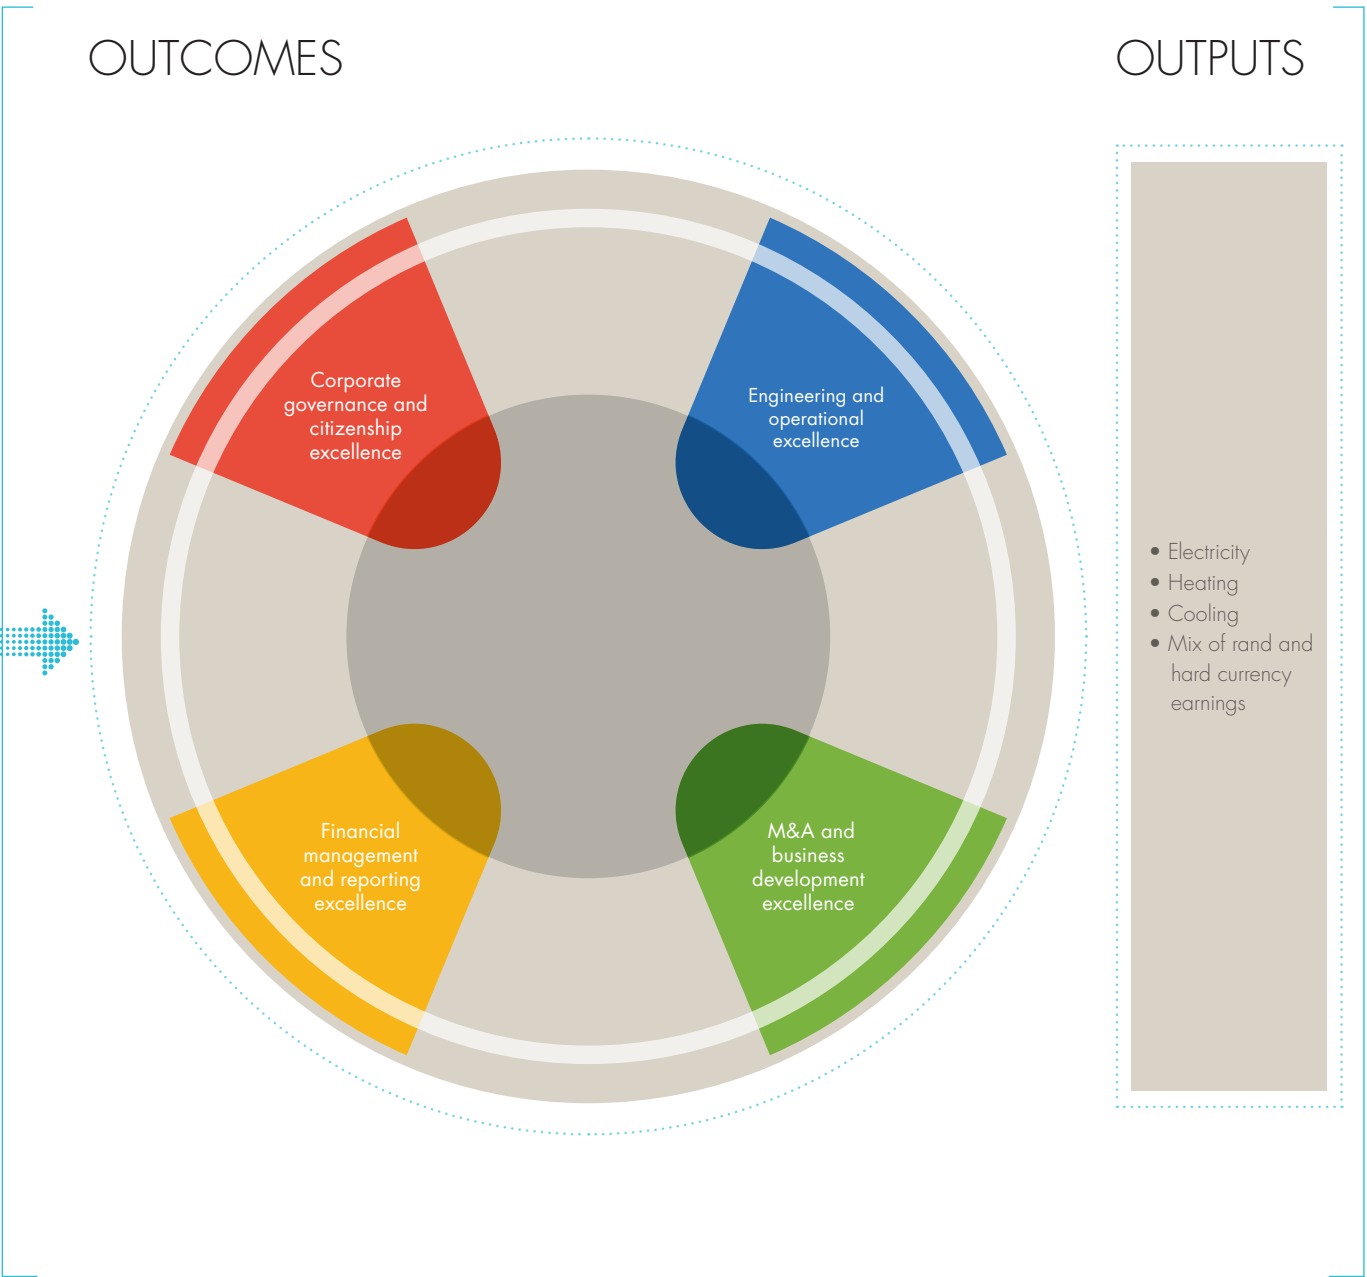 OUTCOMES
OUTPUTS
Corporate
governance and
citizenship
excellence
Engineering and
operational
excellence
Financial
management
and reporting
excellence
M&A and
business
development
excellence
• Electricity
• Heating
• Cooling
• Mix of rand and
hard currency
earnings